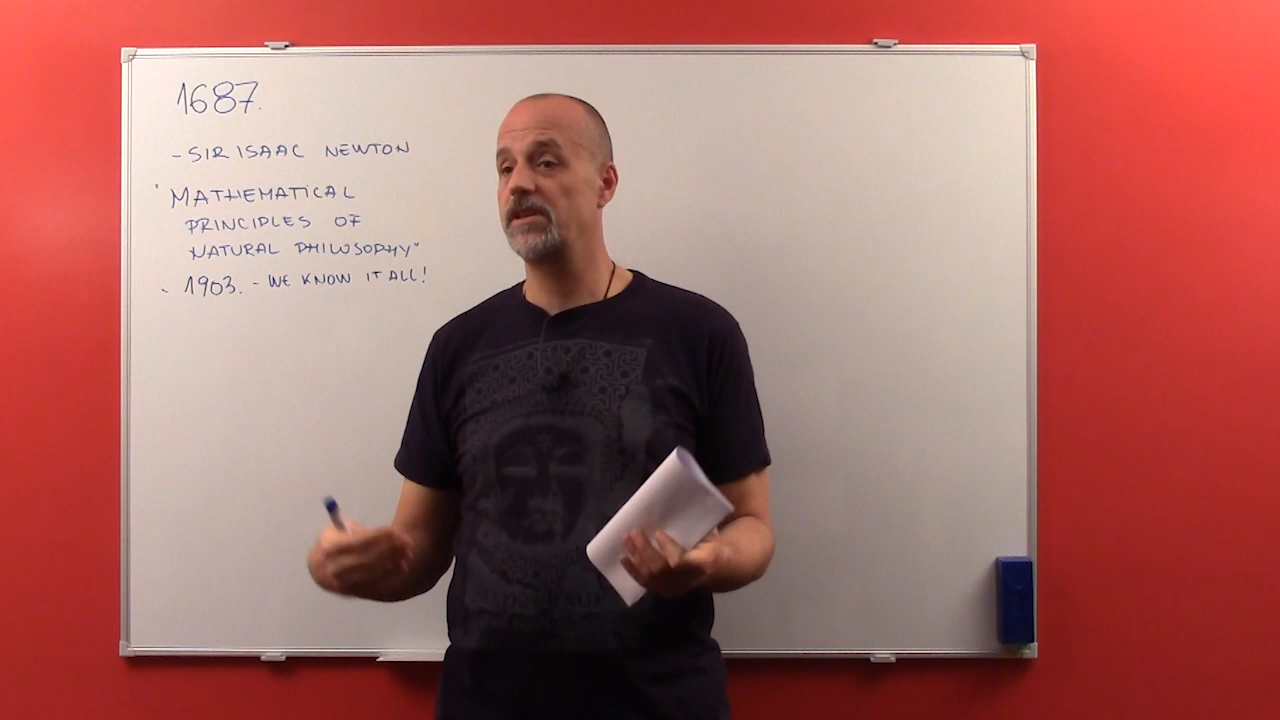 1687.
- SIR ISAAC NEWTON
"MATHEMATICAL
PRINCIPLES OF
NATURAL PHILOSOPHY"
- 1903. - WE KNOW IT ALL!